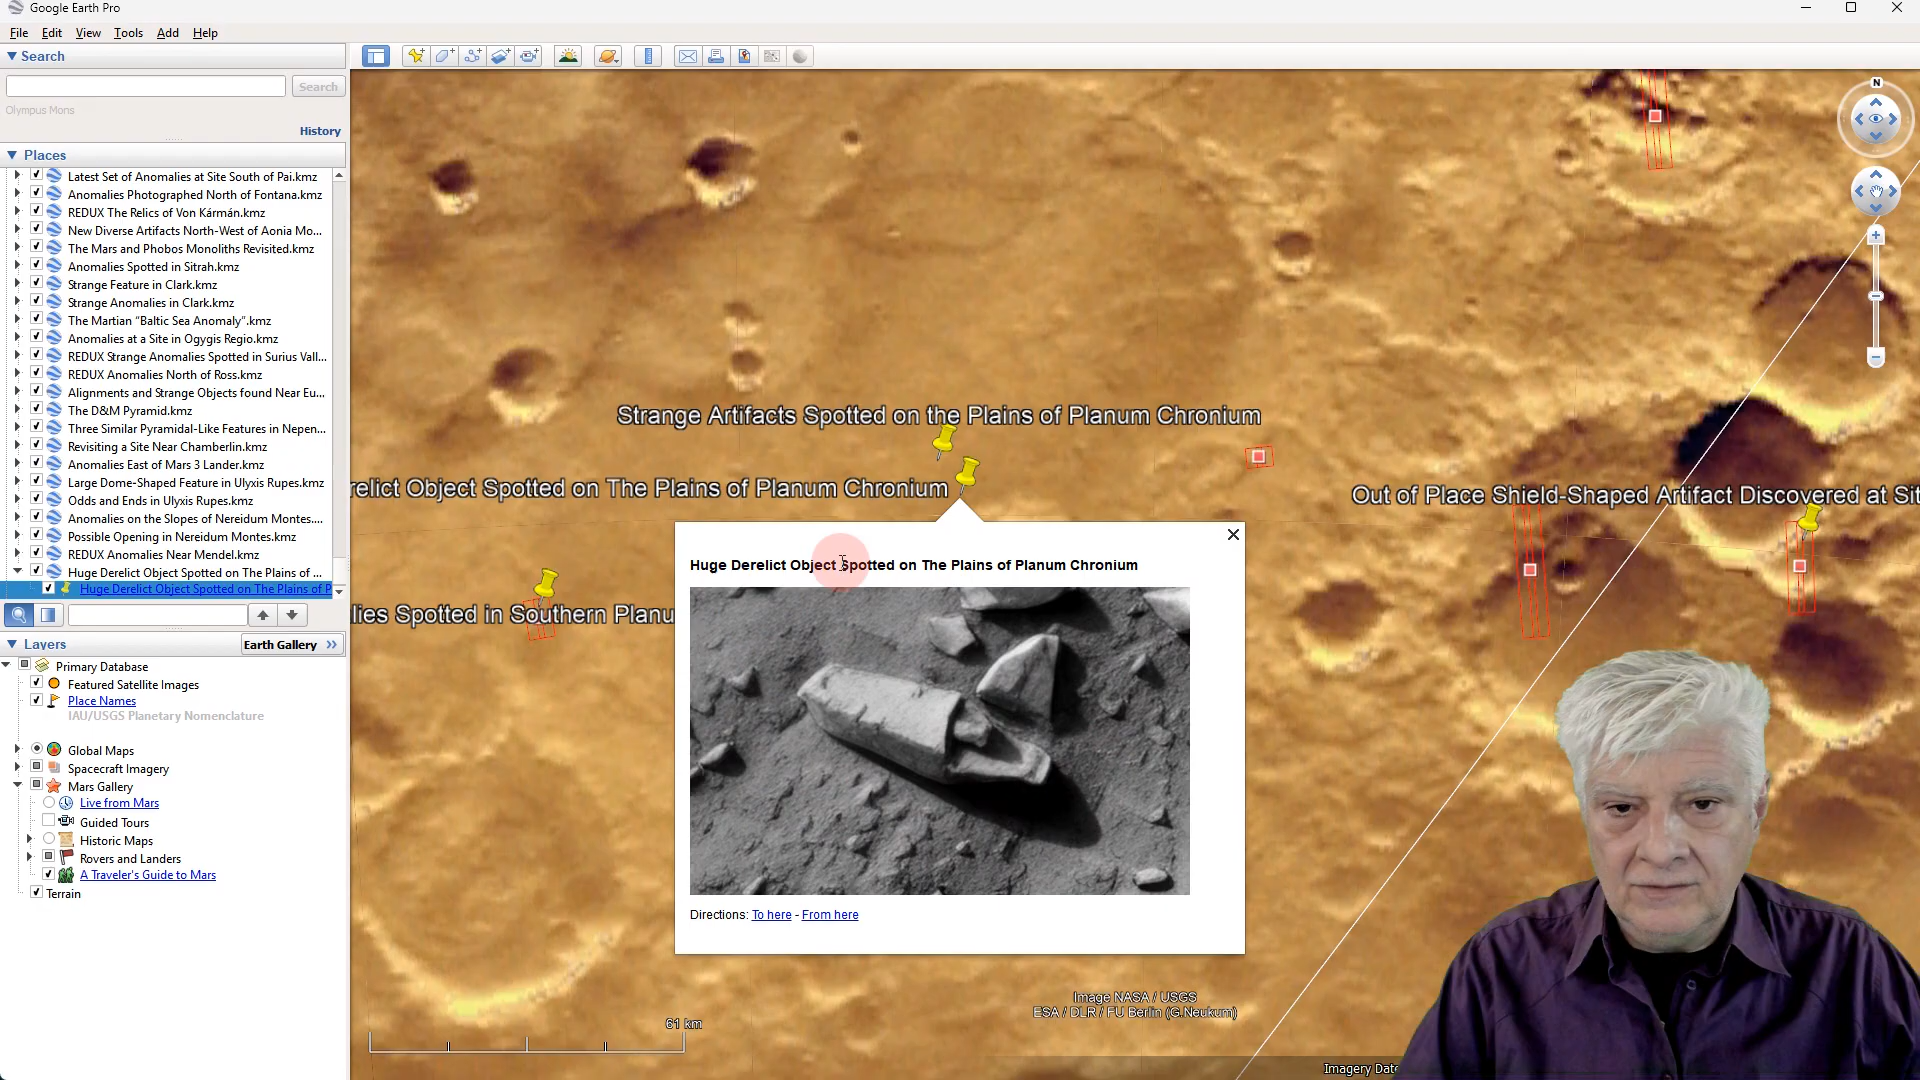 Google Earth Pro
File Edit View Tools Add Help
Search
Search
Olympus Mons
History
Places
Latest Set of Anomalies at Site South of Pai.kmz
Anomalies Photographed North of Fontana.kmz
REDUX The Relics of Von Kármán.kmz
New Diverse Artifacts North-West of Aonia Mo...
The Mars and Phobos Monoliths Revisited.kmz
Anomalies Spotted in Sitrah.kmz
Strange Feature in Clark.kmz
Strange Anomalies in Clark.kmz
The Martian “Baltic Sea Anomaly”.kmz
Anomalies at a Site in Ogygis Regio.kmz
REDUX Strange Anomalies Spotted in Surius Vall...
REDUX Anomalies North of Ross.kmz
Alignments and Strange Objects found Near Eu...
The D&M Pyramid.kmz
Three Similar Pyramidal-Like Features in Nepen...
Revisiting a Site Near Chamberlin.kmz
Anomalies East of Mars 3 Lander.kmz
Large Dome-Shaped Feature in Ulyxis Rupes.kmz
Odds and Ends in Ulyxis Rupes.kmz
Anomalies on the Slopes of Nereidum Montes....
Possible Opening in Nereidum Montes.kmz
REDUX Anomalies Near Mendel.kmz
Huge Derelict Object Spotted on The Plains of ...
Huge Derelict Object Spotted on The Plains of P
Layers
Earth Gallery »
Primary Database
Featured Satellite Images
Place Names
IAU/USGS Planetary Nomenclature
Global Maps
Spacecraft Imagery
Mars Gallery
Live from Mars
Guided Tours
Historic Maps
Rovers and Landers
A Traveler's Guide to Mars
Terrain
N
Strange Artifacts Spotted on the Plains of Planum Chronium
relict Object Spotted on The Plains of Planum Chronium
Out of Place Shield-Shaped Artifact Discovered at Sit
lies Spotted in Southern Planu
Huge Derelict Object Spotted on The Plains of Planum Chronium
Directions: To here - From here
Image NASA / USGS
ESA / DLR / FU Berlin (G.Neukum)
61 km
Imagery Date